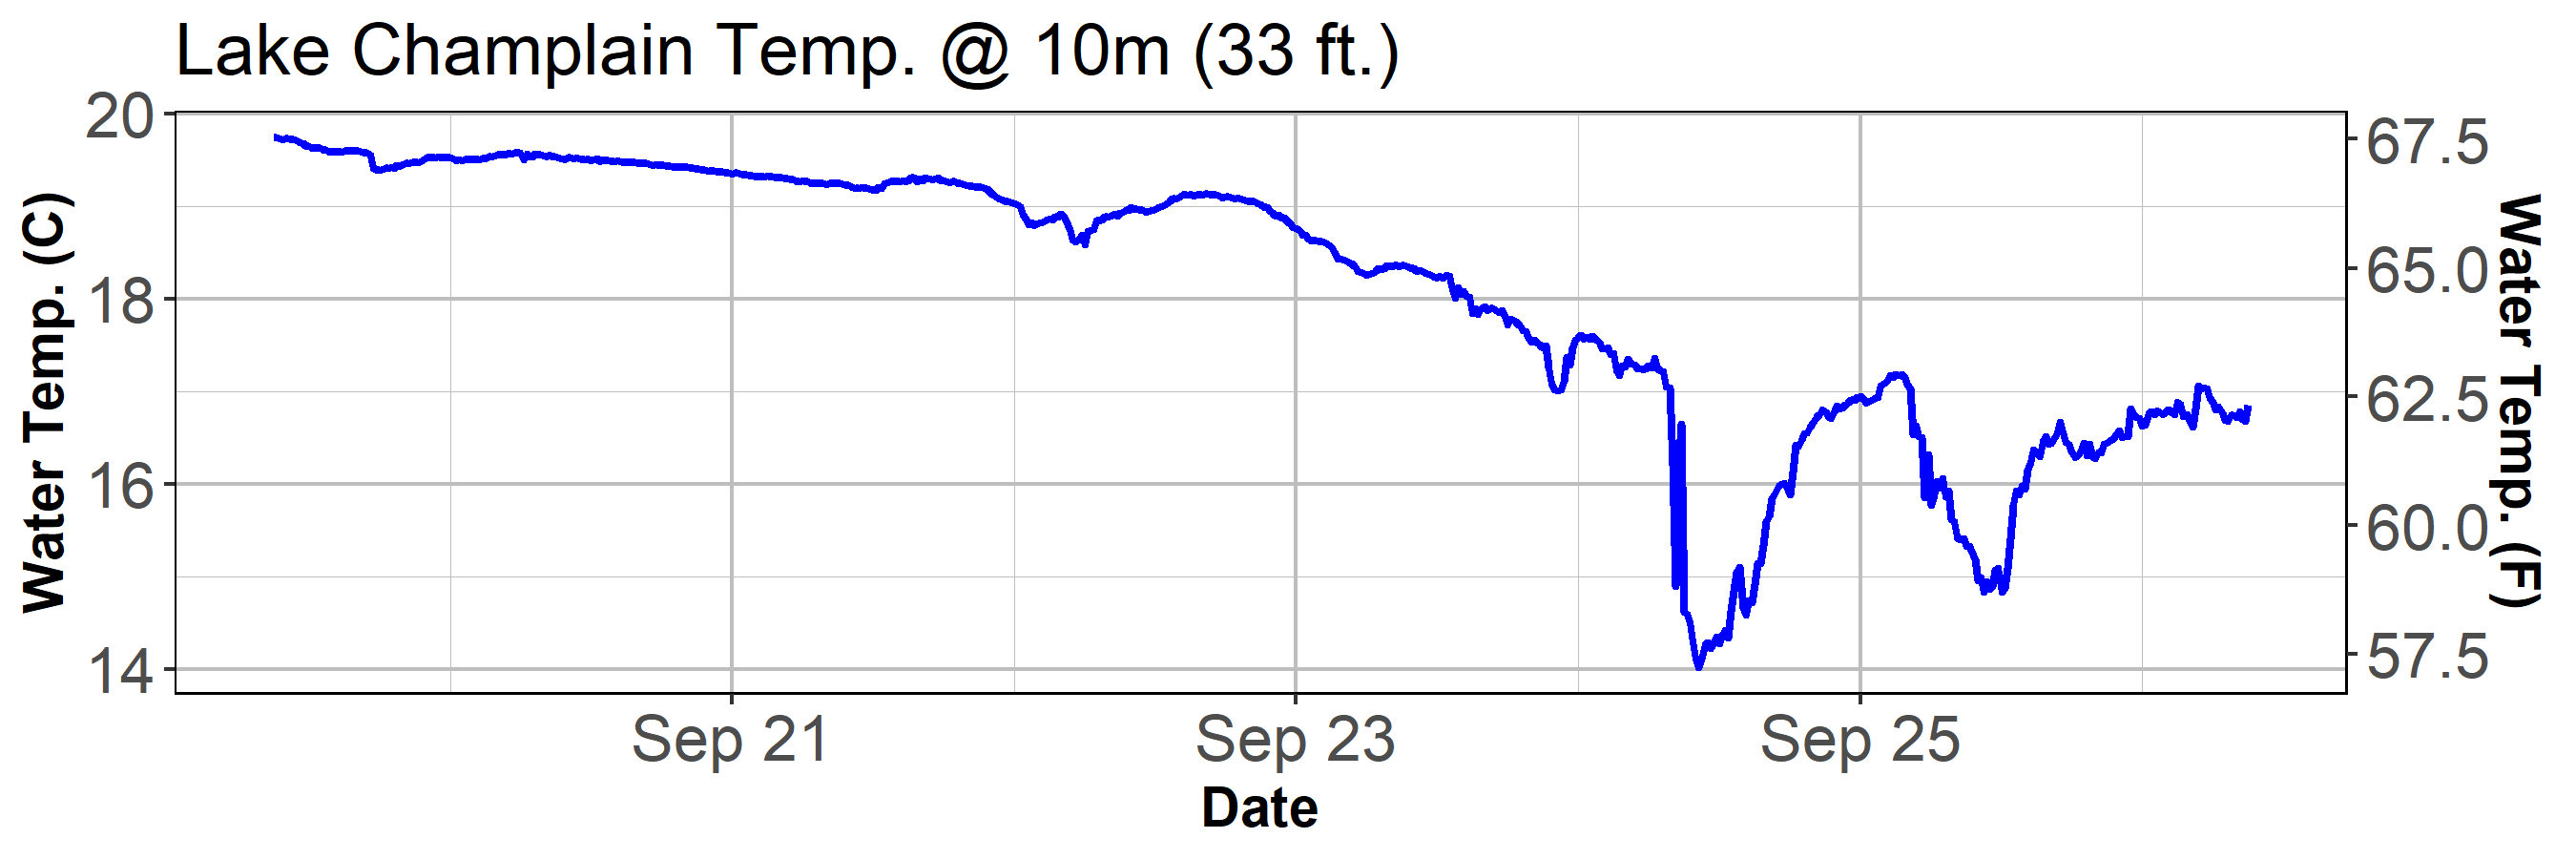 Lake Champlain Temp. @ 10m (33 ft.)
Water Temp. (C)
20
18
16
14
67.5
65.0
62.5
60.0
57.5
Water Temp. (F)
Sep 21
Sep 23
Sep 25
Date